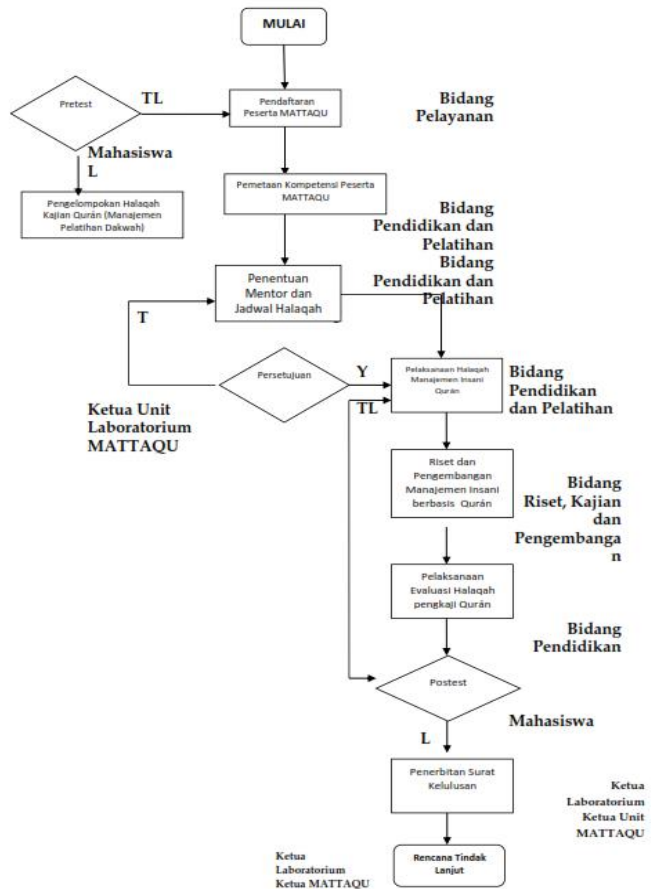 MULAI
Pretest
TL
Pendaftaran
Peserta MATTAQU
Bidang
Pelayanan
Mahasiswa
L
Pengelompokan Halaqah
Kajian Qurán (Manajemen
Pelatihan Dakwah)
Pemetaan Kompetensi Peserta
MATTAQU
Bidang
Pendidikan dan
Pelatihan
Bidang
Pendidikan dan
Pelatihan
Penentuan
Mentor dan
Jadwal Halaqah
T
Persetujuan
Y
Pelaksanaan Halaqah
Manajemen Insani
Qurán
Bidang
Pendidikan
dan Pelatihan
TL
Ketua Unit
Laboratorium
MATTAQU
Riset dan
Pengembangan
Manajemen Insani
berbasis Qurán
Bidang
Riset, Kajian
dan
Pengembanga
n
Pelaksanaan
Evaluasi Halaqah
pengkaji Qurán
Bidang
Pendidikan
Postest
Mahasiswa
L
Penerbitan Surat
Kelulusan
Ketua
Laboratorium
Ketua Unit
MATTAQU
Ketua
Laboratorium
Ketua MATTAQU
Rencana Tindak
Lanjut